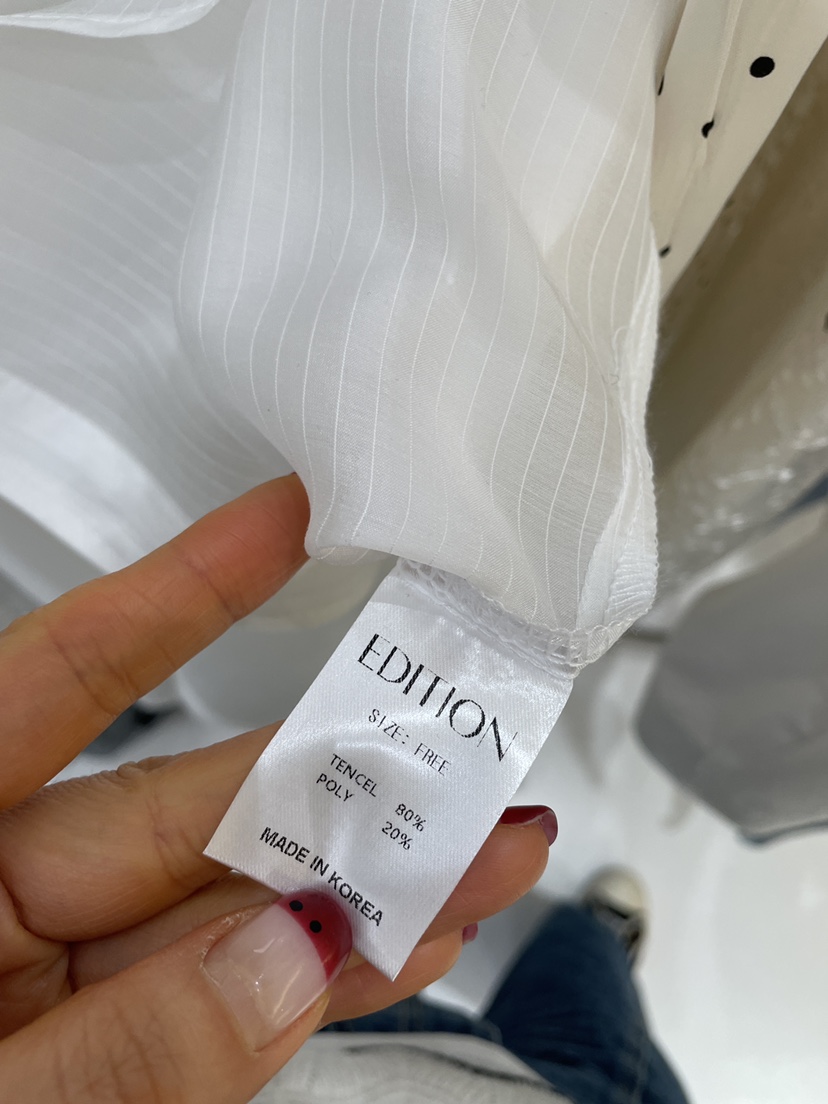 EDITION
SIZE: FREE
TENCEL 80%
POLY 20%
MADE IN KOREA